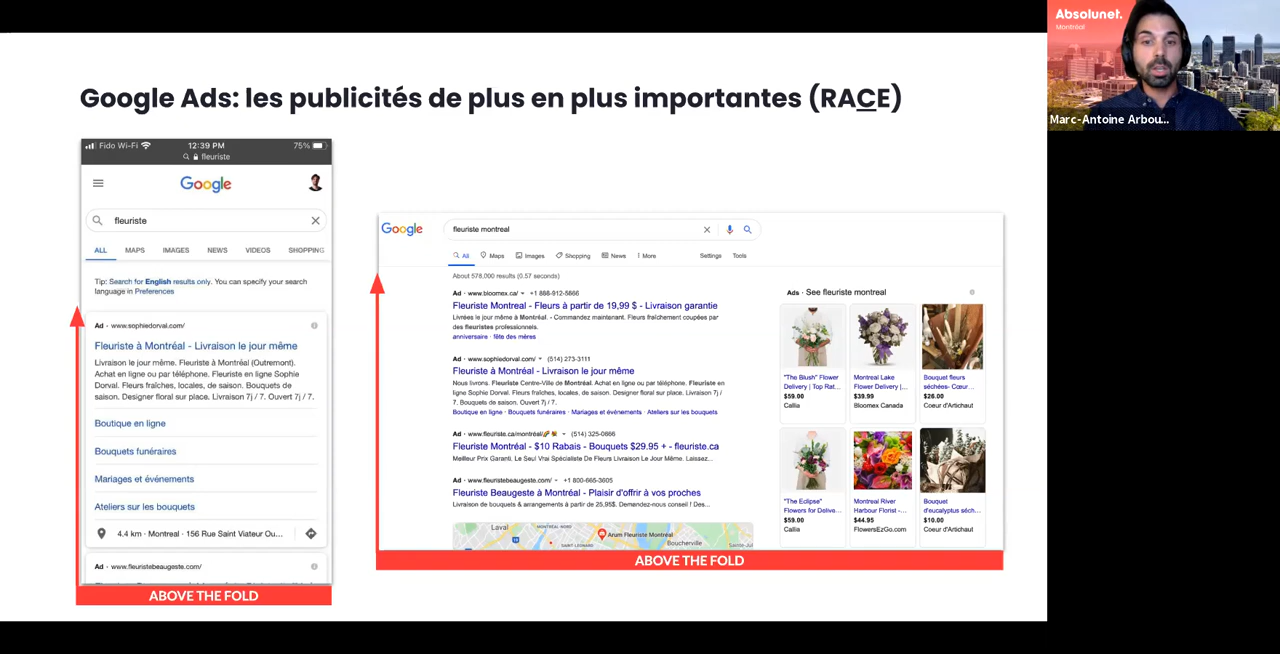 Absolunet.
Montréal
Marc-Antoine Arbou...
Google Ads: les publicités de plus en plus importantes (RACE)
Fido Wi-Fi
12:39 PM
75%
fleuriste
Google
fleuriste
ALL MAPS IMAGES NEWS VIDEOS SHOPPING
Tip: Search for English results only. You can specify your search
language in Preferences
Ad · www.sophiedorval.com/
Fleuriste à Montréal - Livraison le jour même
Livraison le jour même. Fleuriste à Montréal (Outremont).
Achat en ligne ou par téléphone. Fleuriste en ligne Sophie
Dorval. Fleurs fraîches, locales, de saison. Bouquets de
saison. Designer floral sur place. Livraison 7j / 7. Ouvert 7j / 7.
Boutique en ligne
Bouquets funéraires
Mariages et événements
Ateliers sur les bouquets
4.4 km · Montreal · 156 Rue Saint Viateur Ou...
Ad · www.fleuristebeaugeste.com/
ABOVE THE FOLD
Google
fleuriste montreal
All Maps Images Shopping News More Settings Tools
About 578,000 results (0.57 seconds)
Ad · www.bloomex.ca/ +1 866-912-5666
Fleuriste Montreal - Fleurs à partir de 19,99 $ - Livraison garantie
Livrées le jour même à Montréal. - Commandez maintenant. Fleurs fraîchement coupées par
des fleuristes professionnels.
anniversaire · fête des mères
Ad · www.sophiedorval.com/ (514) 273-3111
Fleuriste à Montréal - Livraison le jour même
Nous livrons. Fleuriste Centre-Ville de Montréal. Achat en ligne ou par téléphone. Fleuriste en
ligne Sophie Dorval. Fleurs fraîches, locales, de saison. Designer floral sur place. Livraison 7j /
7. Bouquets de saison. Ouvert 7j / 7.
Boutique en ligne · Bouquets funéraires · Mariages et événements · Ateliers sur les bouquets
Ad · www.fleuriste.ca/montréal/ (514) 325-0666
Fleuriste Montréal - $10 Rabais - Bouquets $29.95 + - fleuriste.ca
Meilleur Prix Garanti. Le Seul Vrai Spécialiste De Fleurs Livraison Le Jour Même. Laissez...
Ad · www.fleuristebeaugeste.com/ +1 800-665-3605
Fleuriste Beaugeste à Montréal - Plaisir d'offrir à vos proches
Livraison de bouquets & arrangements à partir de 25,95$. Demandez-nous conseil ! Des...
Laval
MONTRÉAL-NORD
SAINT-LEONARD
Arum Fleuriste Montréal
Boucherville
Sainte-Jul
Ads · See fleuriste montreal
"The Blush" Flower
Delivery | Top Rat...
$59.00
Callia
Montreal Lake
Flower Delivery |...
$39.99
Bloomex Canada
Bouquet fleurs
séchées- Cœur...
$26.00
Coeur d'Artichaut
"The Eclipse"
Flowers for Delive...
$59.00
Callia
Montreal River
Harbour Florist -...
$44.95
FlowersEzGo.com
Bouquet
d'eucalyptus séch...
$10.00
Coeur d'Artichaut
ABOVE THE FOLD